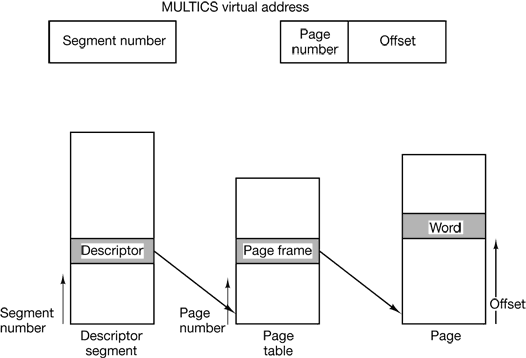 MULTICS virtual address
Segment number
Page
number
Offset
Descriptor
Page frame
Word
Segment
number
Page
number
Offset
Descriptor
segment
Page
table
Page